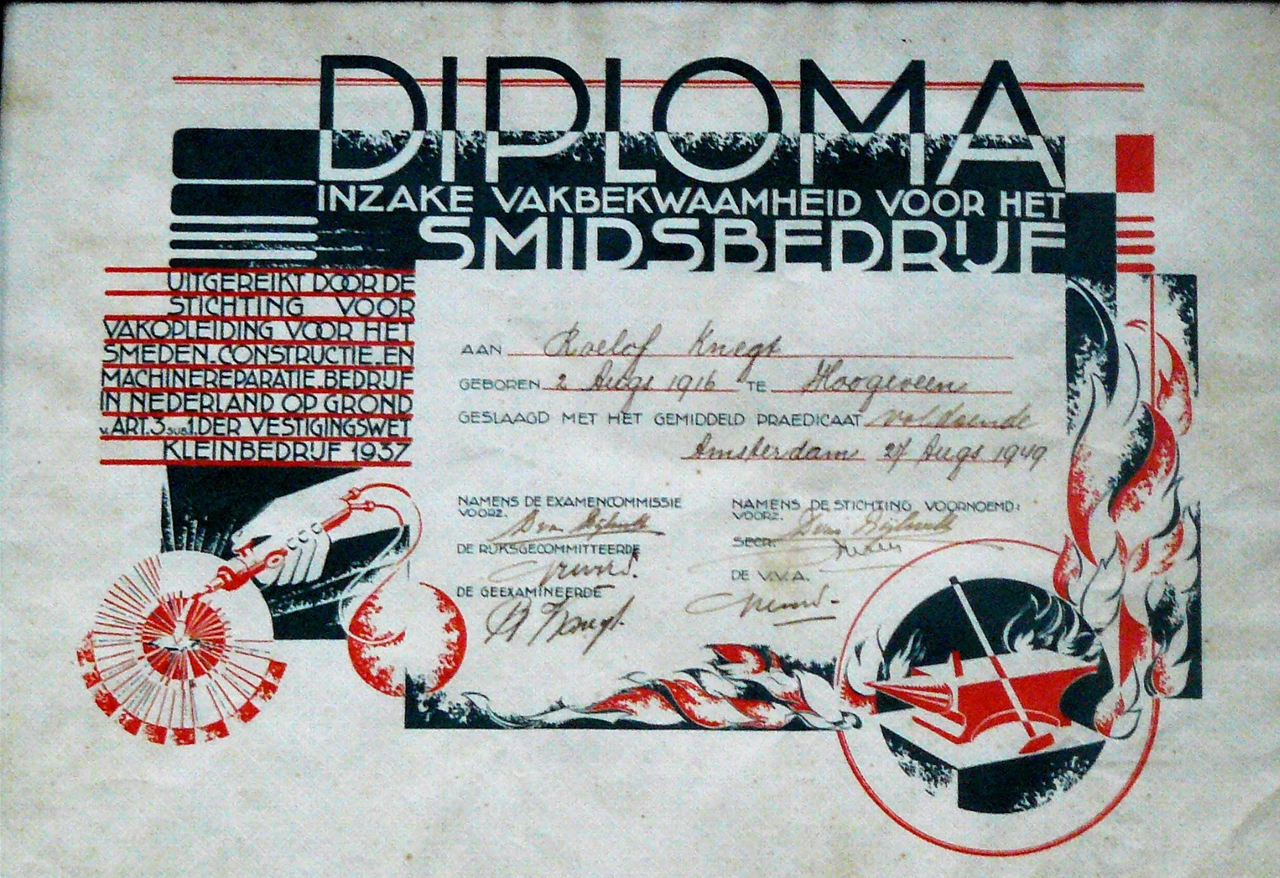 DIPLOMA
INZAKE VAKBEKWAAMHEID VOOR HET
SMIDSBEDRIJF
UITGEREIKT DOOR DE
STICHTING VOOR
VAKOPLEIDING VOOR HET
SMEDEN. CONSTRUCTIE. EN
MACHINEREPARATIE. BEDRIJF
IN NEDERLAND OP GROND
v. ART. 3 SUB 1. DER VESTIGINGSWET
KLEINBEDRIJF 1937
AAN Roelof Knegt
GEBOREN 2 Augs 1916 TE Hoogeveen
GESLAAGD MET HET GEMIDDELD PRAEDICAAT voldoende
Amsterdam 27 Augs 1949
NAMENS DE EXAMENCOMMISSIE
VOORZ.
DE RIJKSGECOMMITTEERDE
DE GEEXAMINEERDE
R Knegt.
NAMENS DE STICHTING VOORNOEMD:
VOORZ.
SECR.
DE V.V.A.